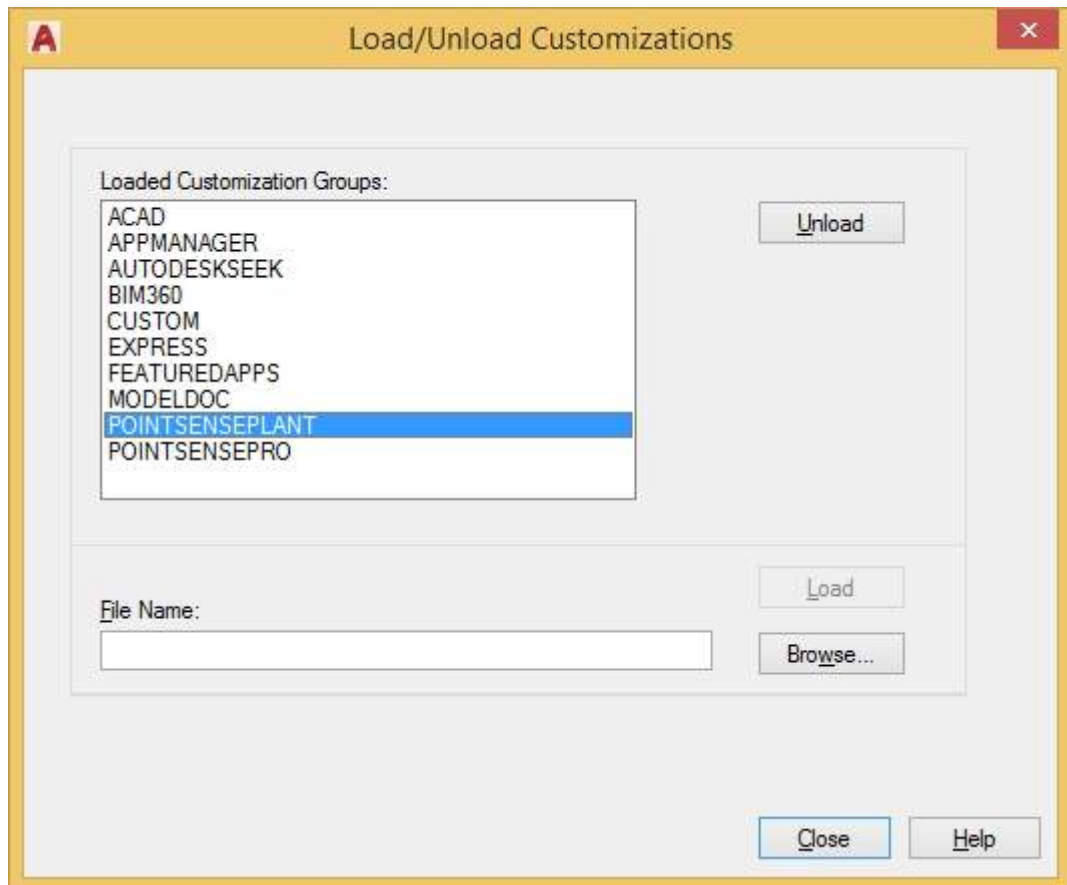 Load/Unload Customizations
Loaded Customization Groups:
ACAD
APPMANAGER
AUTODESKSEEK
BIM360
CUSTOM
EXPRESS
FEATUREDAPPS
MODELDOC
POINTSENSEPLANT
POINTSENSEPRO
Unload
Load
File Name:
Browse...
Close
Help